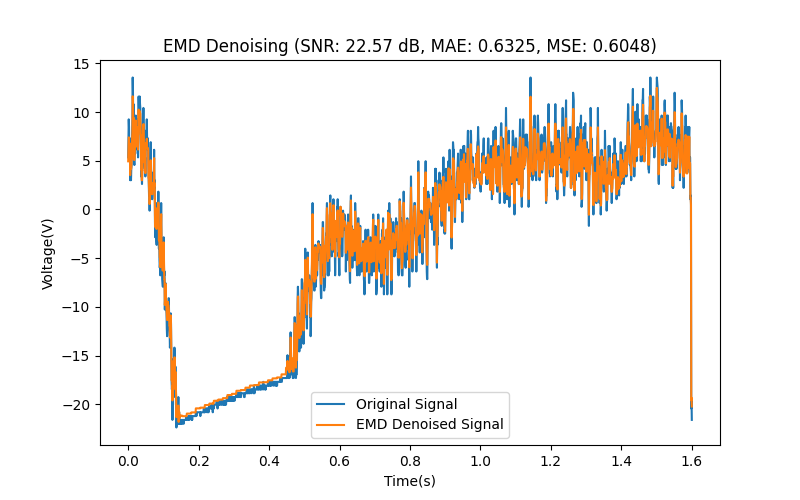 EMD Denoising (SNR: 22.57 dB, MAE: 0.6325, MSE: 0.6048)
15
10
5
0
−5
−10
−15
−20
Voltage(V)
Original Signal
EMD Denoised Signal
0.0 0.2 0.4 0.6 0.8 1.0 1.2 1.4 1.6
Time(s)